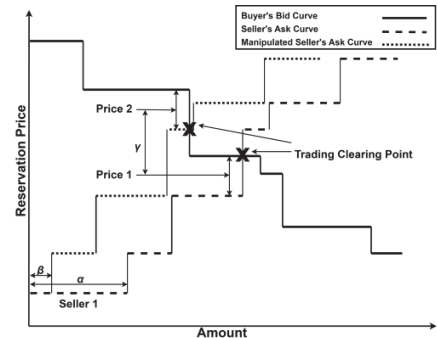 Buyer's Bid Curve
Seller's Ask Curve
Manipulated Seller's Ask Curve
Reservation Price
Price 2
γ
Trading Clearing Point
Price 1
β
α
Seller 1
Amount